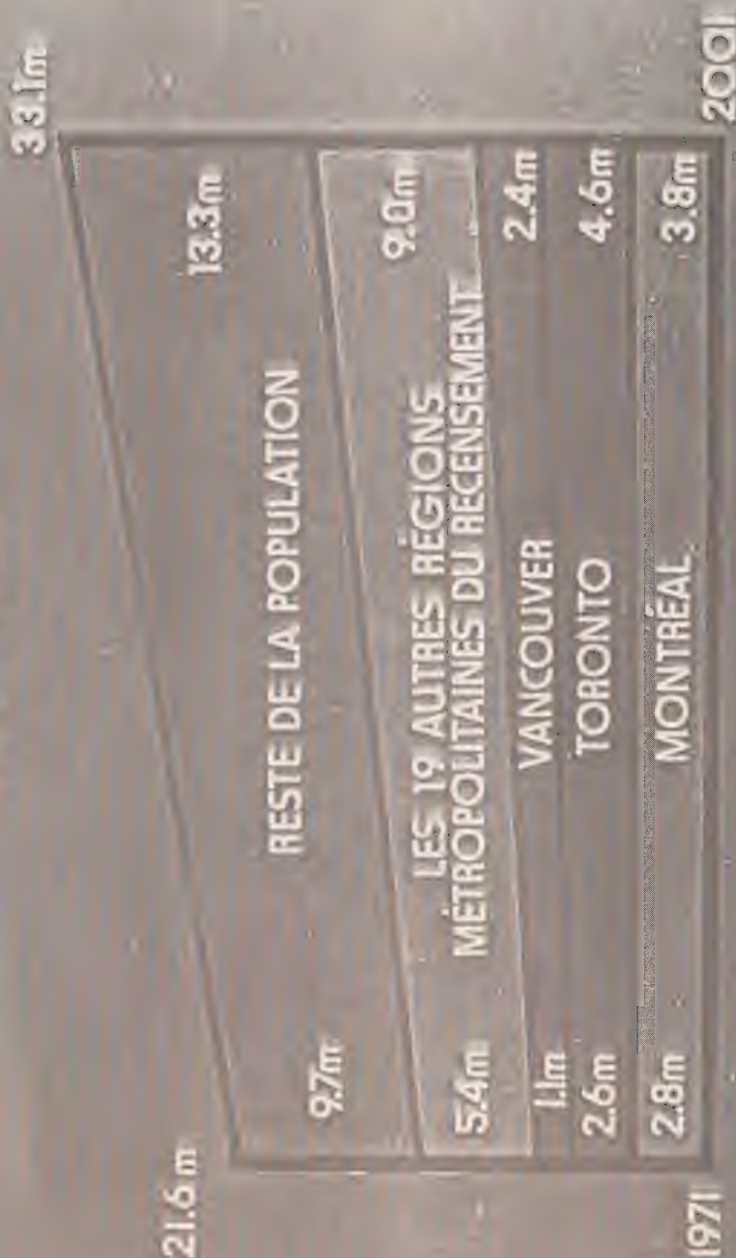 33.1m
21.6m
13.3m
RESTE DE LA POPULATION
9.7m
9.0m
LES 19 AUTRES RÉGIONS
MÉTROPOLITAINES DU RECENSEMENT
5.4m
2.4m
VANCOUVER
1.1m
4.6m
TORONTO
2.6m
3.8m
MONTRÉAL
2.8m
1971
2001